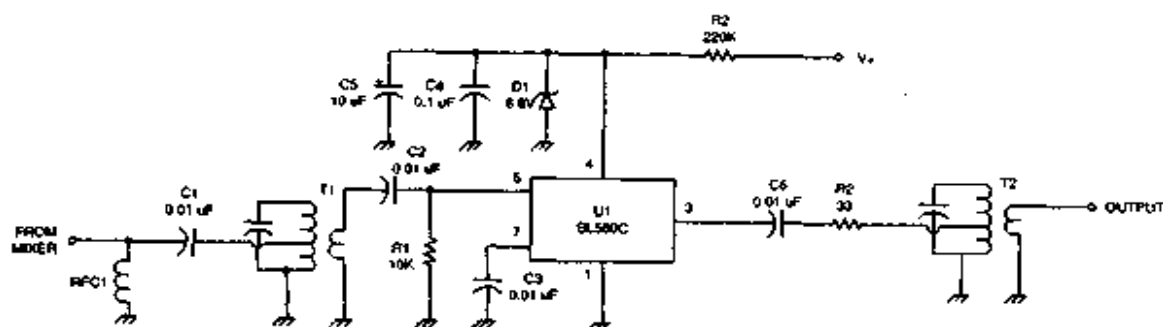 R2
220K
V+
C5
10 uF
C4
0.1 uF
D1
6.8V
+
C2
0.01 uF
4
T1
5
C1
0.01 uF
FROM
MIXER
RFC1
R1
10K
7
C3
0.01 uF
U1
SL560C
1
3
C6
0.01 uF
R2
33
T2
OUTPUT